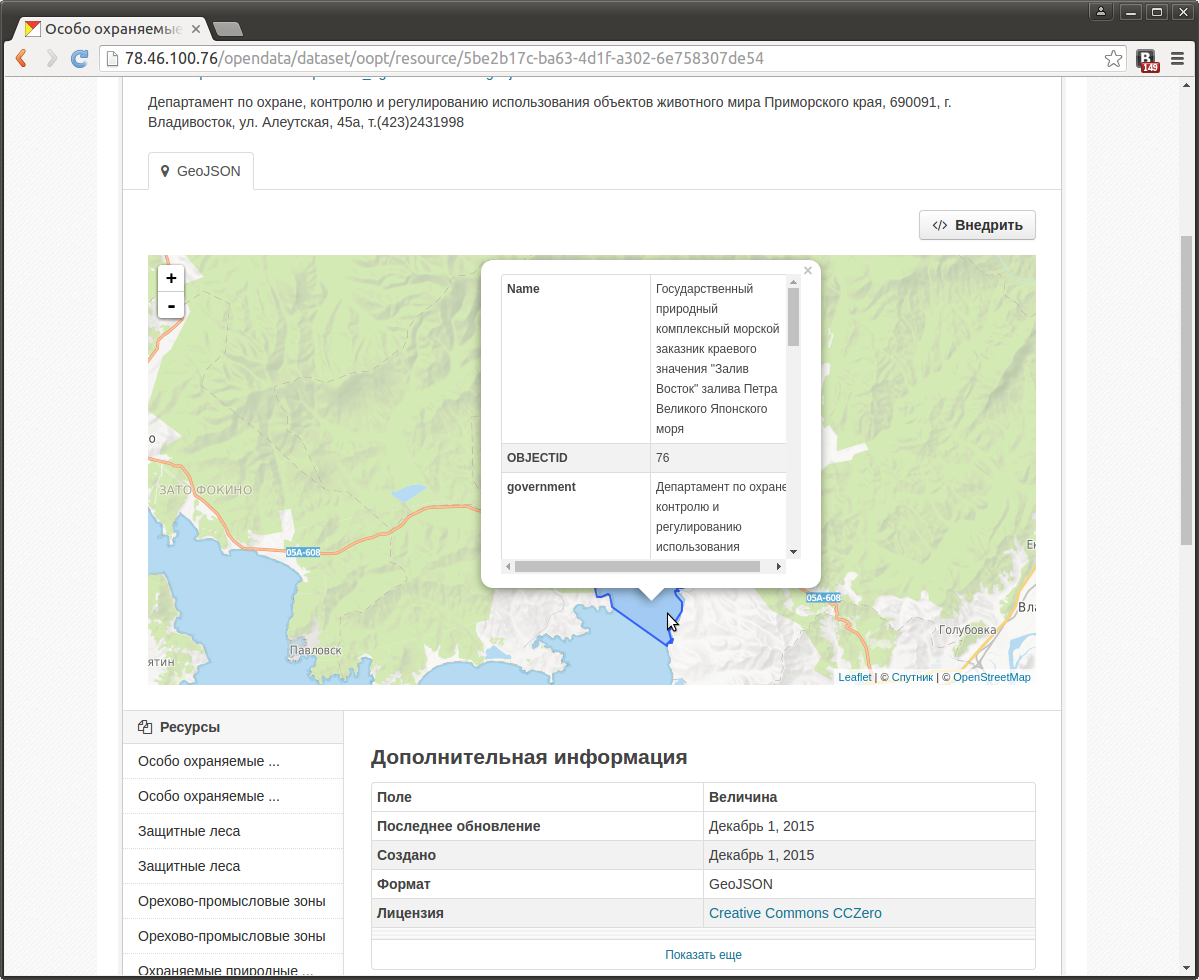 Особо охраняемые
78.46.100.76/opendata/dataset/oopt/resource/5be2b17c-ba63-4d1f-a302-6e758307de54
149
Департамент по охране, контролю и регулированию использования объектов животного мира Приморского края, 690091, г.
Владивосток, ул. Алеутская, 45а, т.(423)2431998
GeoJSON
</> Внедрить
+
-
Name
Государственный
природный
комплексный морской
заказник краевого
значения "Залив
Восток" залива Петра
Великого Японского
моря
OBJECTID 76
government
Департамент по охране
контролю и
регулированию
использования
ЗАТО ФОКИНО
05А-608
05А-608
Голубовка
Павловск
ятин
Leaflet | © Спутник | © OpenStreetMap
Ресурсы
Особо охраняемые ...
Особо охраняемые ...
Защитные леса
Защитные леса
Орехово-промысловые зоны
Орехово-промысловые зоны
Охраняемые природные ...
Дополнительная информация
Поле Величина
Последнее обновление Декабрь 1, 2015
Создано Декабрь 1, 2015
Формат GeoJSON
Лицензия Creative Commons CCZero
Показать еще